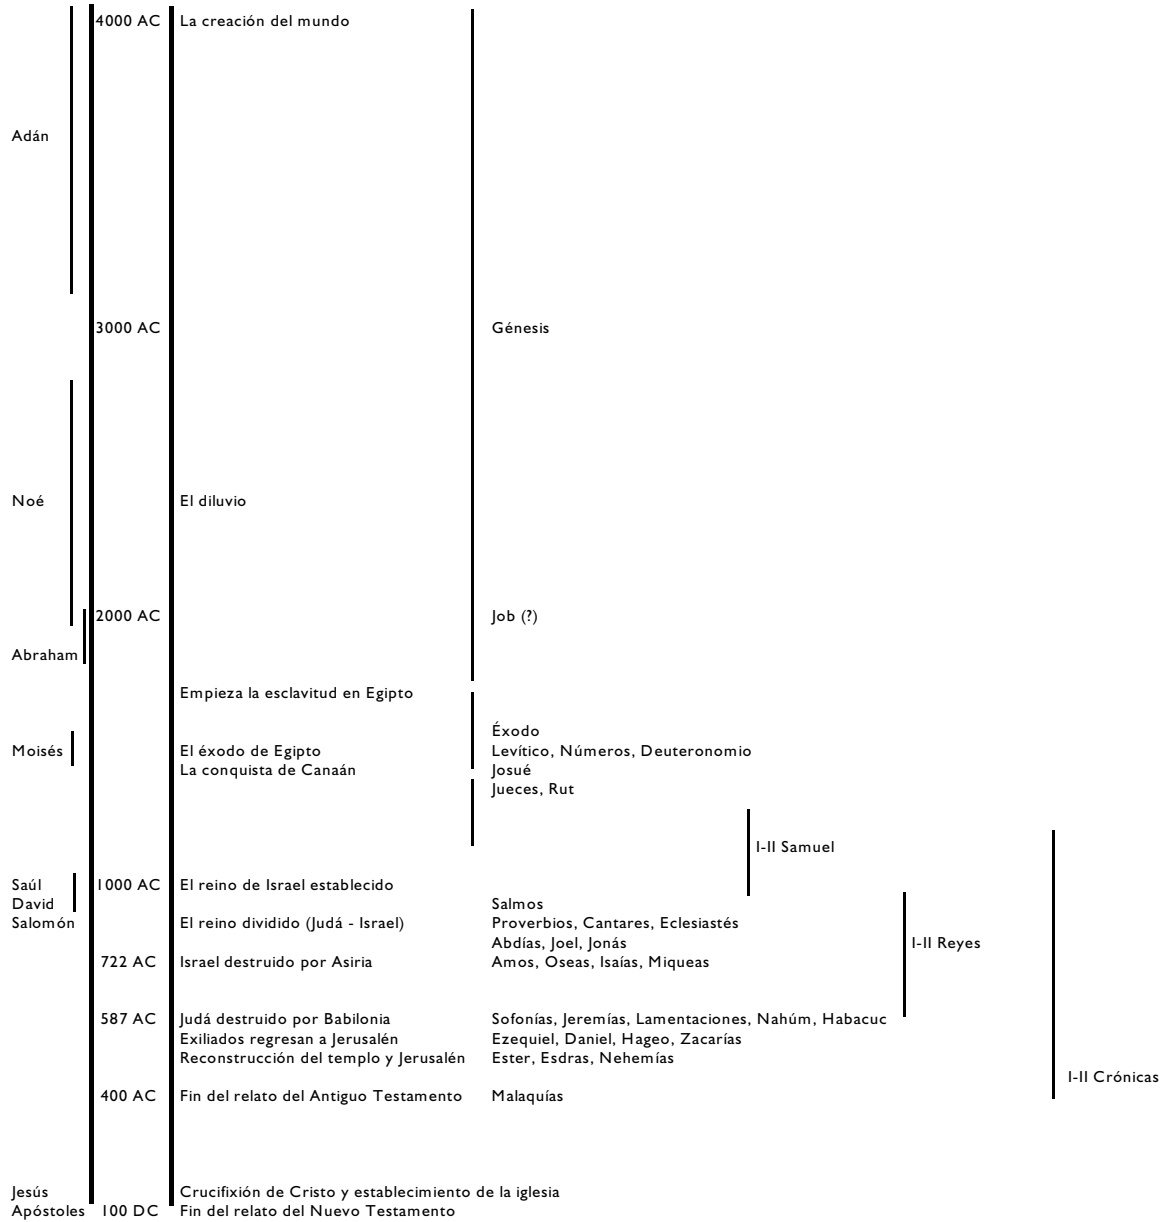 4000 AC La creación del mundo
Adán
3000 AC Génesis
Noé El diluvio
2000 AC Job (?)
Abraham
Empieza la esclavitud en Egipto
Éxodo
Moisés El éxodo de Egipto Levítico, Números, Deuteronomio
La conquista de Canaán Josué
Jueces, Rut
I-II Samuel
Saúl 1000 AC El reino de Israel establecido
David Salmos
Salomón El reino dividido (Judá - Israel) Proverbios, Cantares, Eclesiastés
Abdías, Joel, Jonás I-II Reyes
722 AC Israel destruido por Asiria Amos, Oseas, Isaías, Miqueas
587 AC Judá destruido por Babilonia Sofonías, Jeremías, Lamentaciones, Nahúm, Habacuc
Exiliados regresan a Jerusalén Ezequiel, Daniel, Hageo, Zacarías
Reconstrucción del templo y Jerusalén Ester, Esdras, Nehemías
I-II Crónicas
400 AC Fin del relato del Antiguo Testamento Malaquías
Jesús Crucifixión de Cristo y establecimiento de la iglesia
Apóstoles 100 DC Fin del relato del Nuevo Testamento